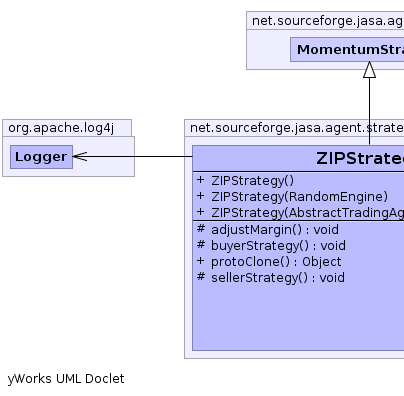 net.sourceforge.jasa.ag
MomentumStra
org.apache.log4j
net.sourceforge.jasa.agent.strate
Logger
ZIPStrate
+ ZIPStrategy()
+ ZIPStrategy(RandomEngine)
+ ZIPStrategy(AbstractTradingAg
# adjustMargin() : void
# buyerStrategy() : void
+ protoClone() : Object
# sellerStrategy() : void
yWorks UML Doclet